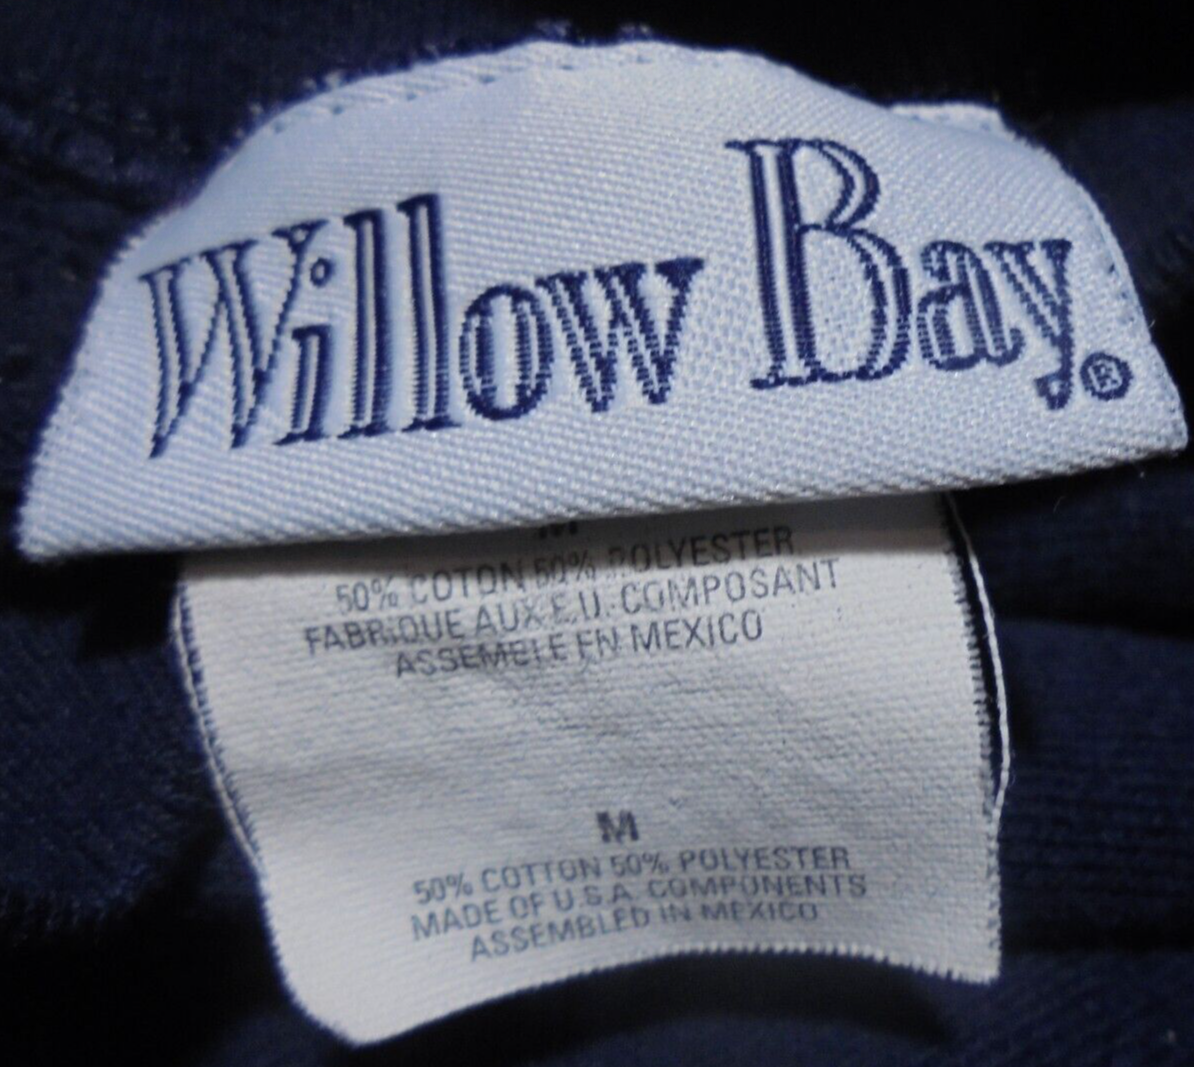 Willow Bay®
M
50% COTON 50% POLYESTER
FABRIQUE AUX E.U. COMPOSANT
ASSEMBLE EN MEXICO
M
50% COTTON 50% POLYESTER
MADE OF U.S.A. COMPONENTS
ASSEMBLED IN MEXICO